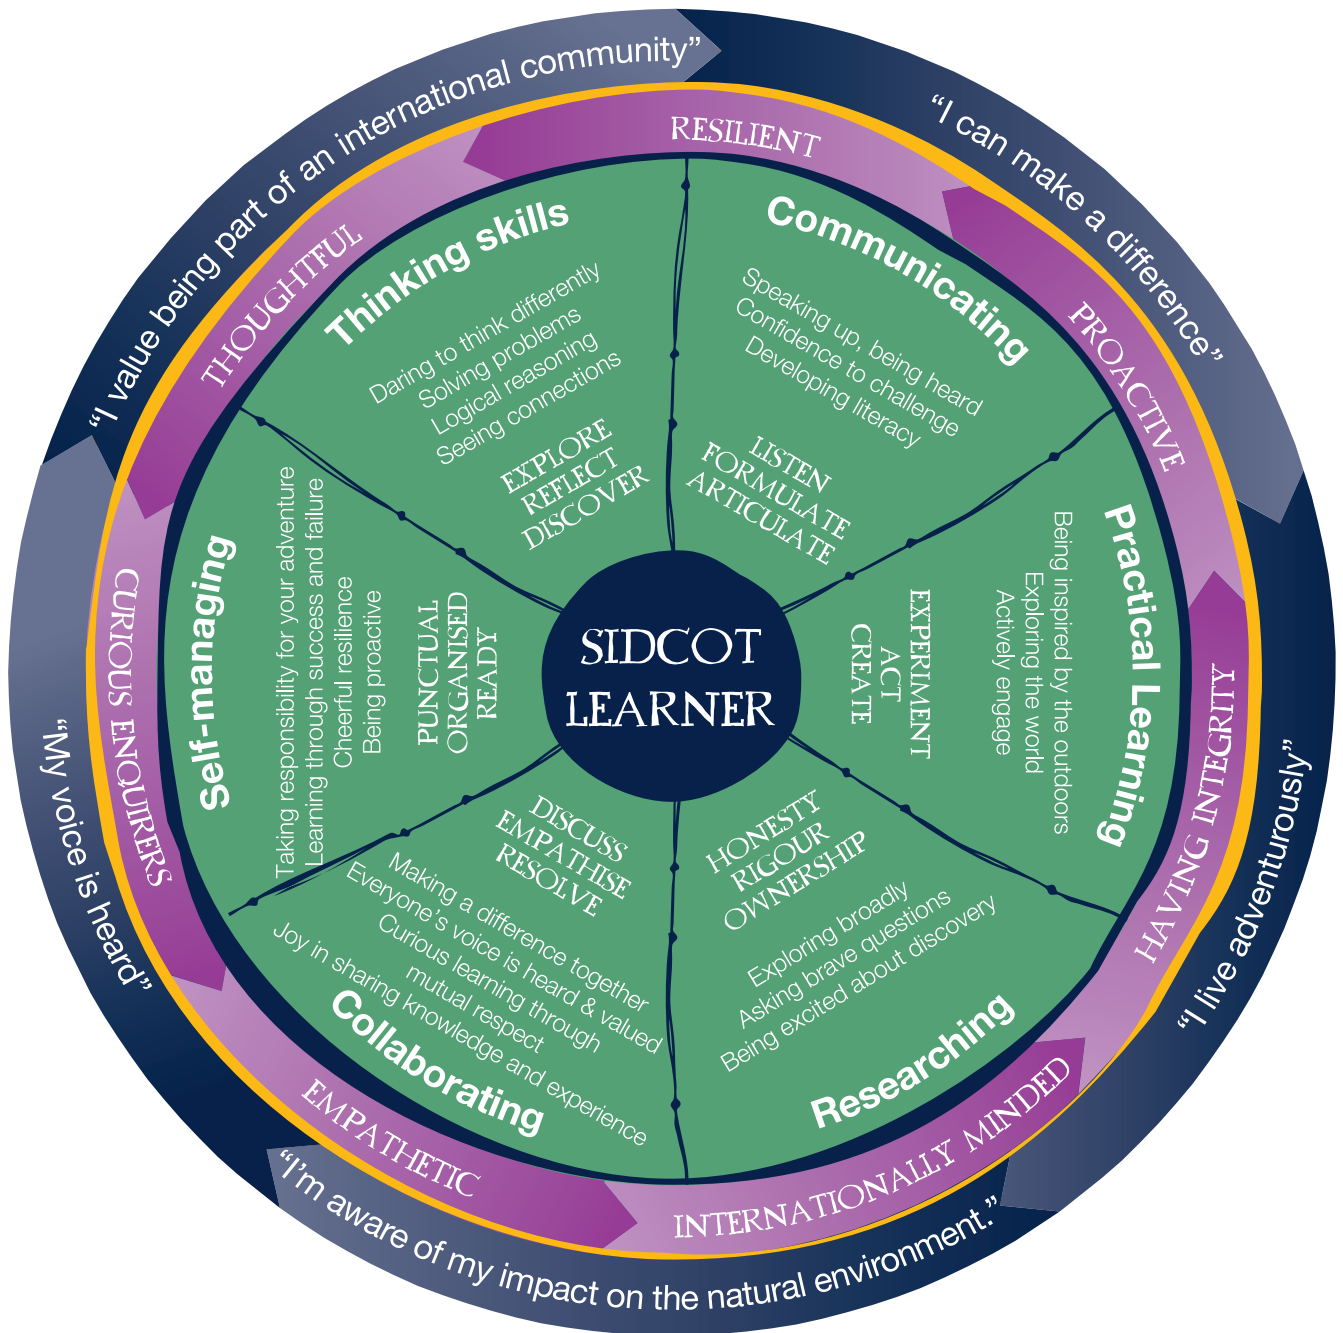 “I value being part of an international community”
“I can make a difference”
“I live adventurously”
“I’m aware of my impact on the natural environment.”
“My voice is heard”
RESILIENT
PROACTIVE
HAVING INTEGRITY
INTERNATIONALLY MINDED
EMPATHETIC
CURIOUS ENQUIRERS
THOUGHTFUL
Thinking skills
Daring to think differently
Solving problems
Logical reasoning
Seeing connections
EXPLORE
REFLECT
DISCOVER
Communicating
Speaking up, being heard
Confidence to challenge
Developing literacy
LISTEN
FORMULATE
ARTICULATE
Practical Learning
Being inspired by the outdoors
Exploring the world
Actively engage
EXPERIMENT
ACT
CREATE
HONESTY
RIGOUR
OWNERSHIP
Exploring broadly
Asking brave questions
Being excited about discovery
Researching
DISCUSS
EMPATHISE
RESOLVE
Making a difference together
Everyone’s voice is heard & valued
Curious learning through
mutual respect
Joy in sharing knowledge and experience
Collaborating
Self-managing
Taking responsibility for your adventure
Learning through success and failure
Cheerful resilience
Being proactive
PUNCTUAL
ORGANISED
READY
SIDCOT
LEARNER